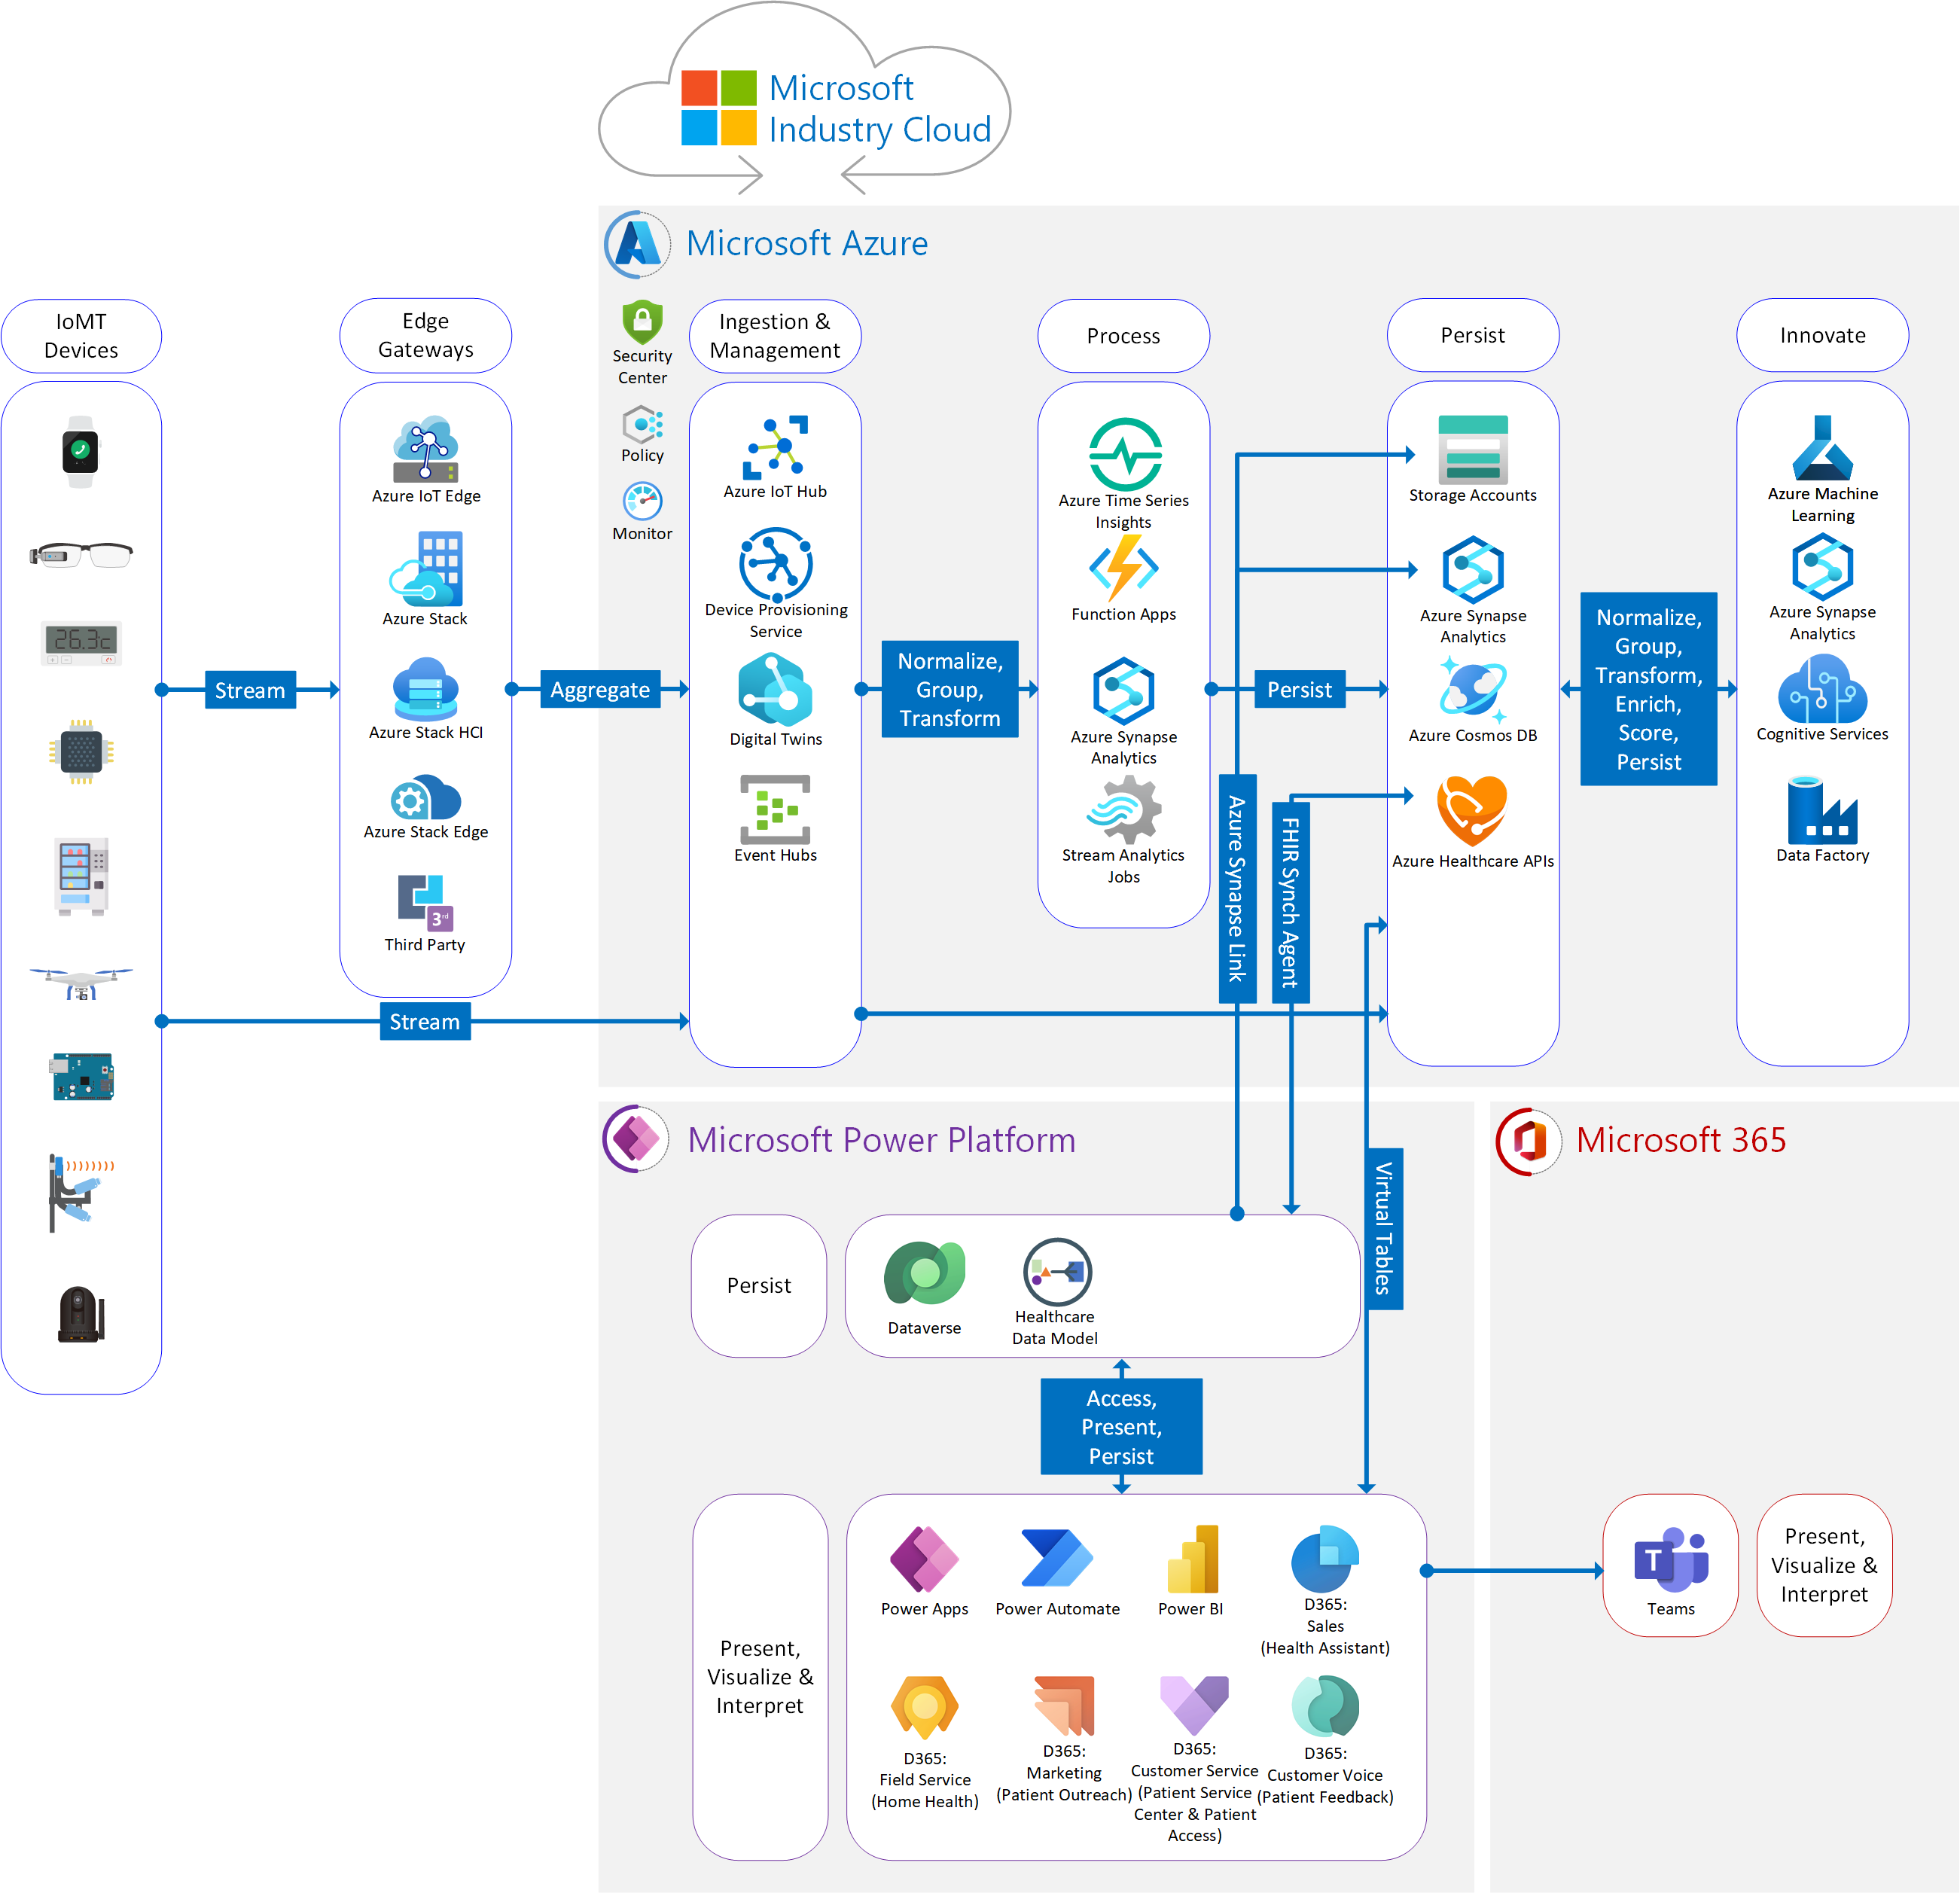 Microsoft
Industry Cloud
Microsoft Azure
IoMT
Devices
Edge
Gateways
Security
Center
Policy
Monitor
Ingestion &
Management
Process
Persist
Innovate
26.3c
Stream
Stream
Azure IoT Edge
Azure Stack
Azure Stack HCI
Azure Stack Edge
3rd
Third Party
Aggregate
Azure IoT Hub
Device Provisioning
Service
Digital Twins
Event Hubs
Normalize,
Group,
Transform
Azure Time Series
Insights
Function Apps
Azure Synapse
Analytics
Stream Analytics
Jobs
Persist
Azure Synapse Link
FHIR Synch Agent
Storage Accounts
Azure Synapse
Analytics
Azure Cosmos DB
Azure Healthcare APIs
Normalize,
Group,
Transform,
Enrich,
Score,
Persist
Azure Machine
Learning
Azure Synapse
Analytics
Cognitive Services
Data Factory
Microsoft Power Platform
Persist
Dataverse
Healthcare
Data Model
Virtual Tables
Access,
Present,
Persist
Present,
Visualize &
Interpret
Power Apps
Power Automate
Power BI
D365:
Sales
(Health Assistant)
D365:
Field Service
(Home Health)
D365:
Marketing
(Patient Outreach)
D365:
Customer Service
(Patient Service
Center & Patient
Access)
D365:
Customer Voice
(Patient Feedback)
Microsoft 365
T
Teams
Present,
Visualize &
Interpret